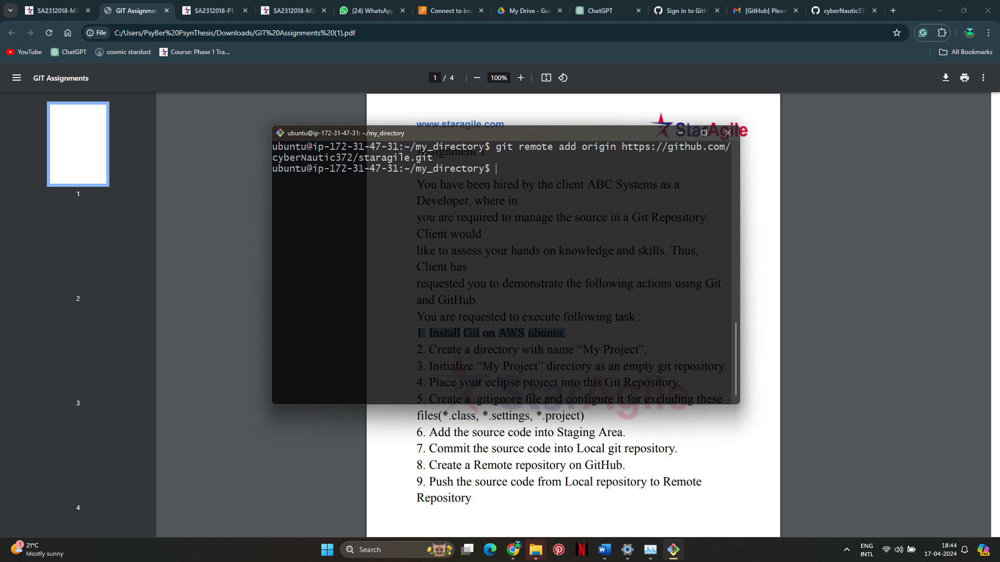 SA2312018-M3
GIT Assignmen
SA2312018-P1_
SA2312018-M2
(24) WhatsApp
Connect to ins
My Drive - Goo
ChatGPT
Sign in to GitH
[GitHub] Pleas
cyberNautic37
File
C:/Users/PsyBer%20PsynThesis/Downloads/GIT%20Assignments%20(1).pdf
YouTube
ChatGPT
cosmic stardust
Course: Phase 1 Tra...
All Bookmarks
GIT Assignments
1 / 4
100%
1
2
3
4
www.staragile.com
StarAgile
ubuntu@ip-172-31-47-31: ~/my_directory
ubuntu@ip-172-31-47-31:~/my_directory$ git remote add origin https://github.com/
cyberNautic372/staragile.git
ubuntu@ip-172-31-47-31:~/my_directory$
Assignment 1
You have been hired by the client ABC Systems as a
Developer, where in
you are required to manage the source in a Git Repository.
Client would
like to assess your hands on knowledge and skills. Thus,
Client has
requested you to demonstrate the following actions using Git
and GitHub.
You are requested to execute following task :
1. Install Git on AWS ubuntu.
2. Create a directory with name “My Project”.
3. Initialize “My Project” directory as an empty git repository.
4. Place your eclipse project into this Git Repository.
5. Create a .gitignore file and configure it for excluding these
files(*.class, *.settings, *.project)
6. Add the source code into Staging Area.
7. Commit the source code into Local git repository.
8. Create a Remote repository on GitHub.
9. Push the source code from Local repository to Remote
Repository
StarAgile
1
21°C
Mostly sunny
Search
ENG
INTL
18:44
17-04-2024
PRE